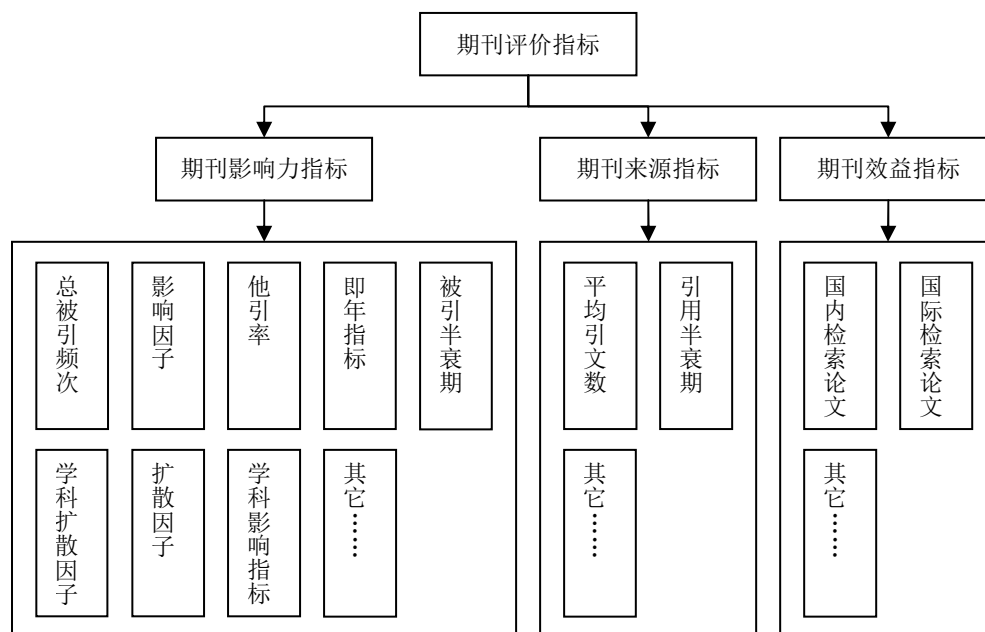 期刊评价指标
期刊影响力指标
期刊来源指标
期刊效益指标
总被引频次
影响因子
他引率
即年指标
被引半衰期
学科扩散因子
扩散因子
学科影响指标
其它……
平均引文数
引用半衰期
其它……
国内检索论文
国际检索论文
其它……